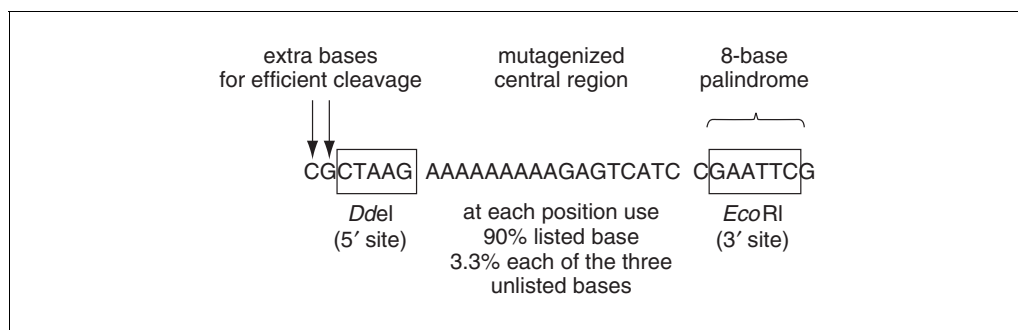 extra bases
for efficient cleavage
mutagenized
central region
8-base
palindrome
CGCTAAG AAAAAAAAAGAGTCATC CGAATTCG
DdeI
(5′ site)
at each position use
90% listed base
3.3% each of the three
unlisted bases
EcoRI
(3′ site)